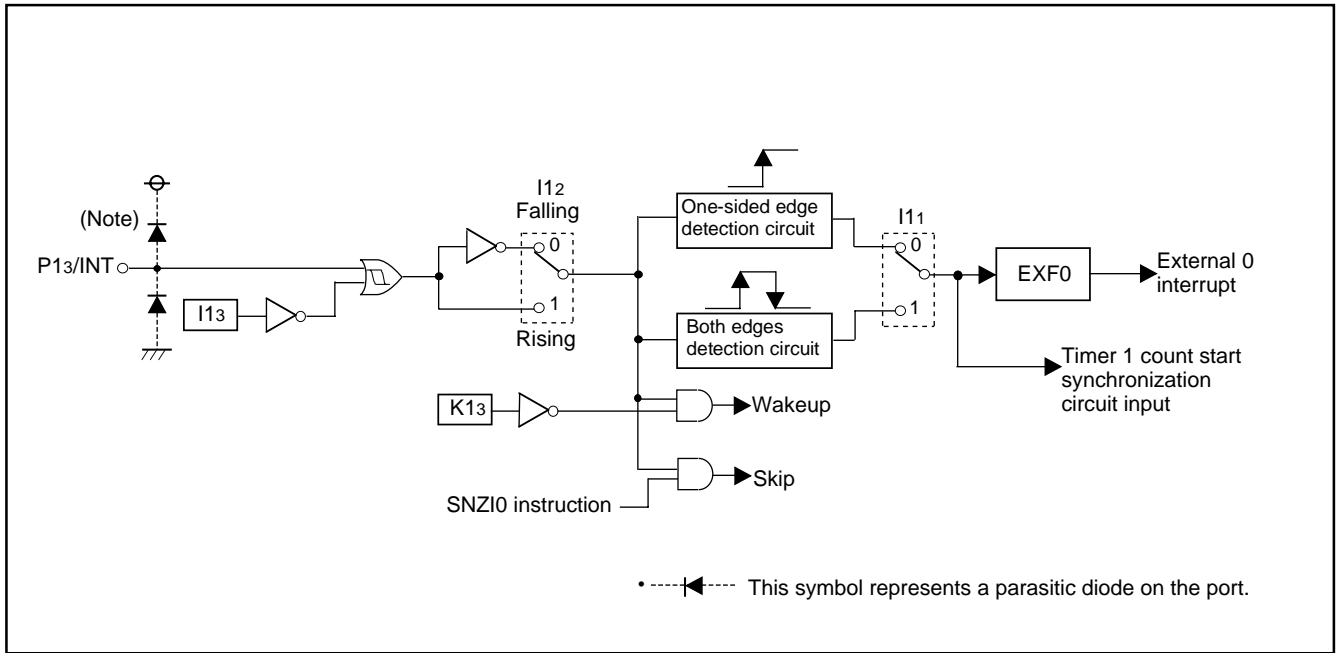 (Note)
P13/INT
I13
I12
Falling
0
1
Rising
K13
SNZI0 instruction
One-sided edge
detection circuit
Both edges
detection circuit
Wakeup
Skip
I11
0
1
EXF0
External 0
interrupt
Timer 1 count start
synchronization
circuit input
• This symbol represents a parasitic diode on the port.